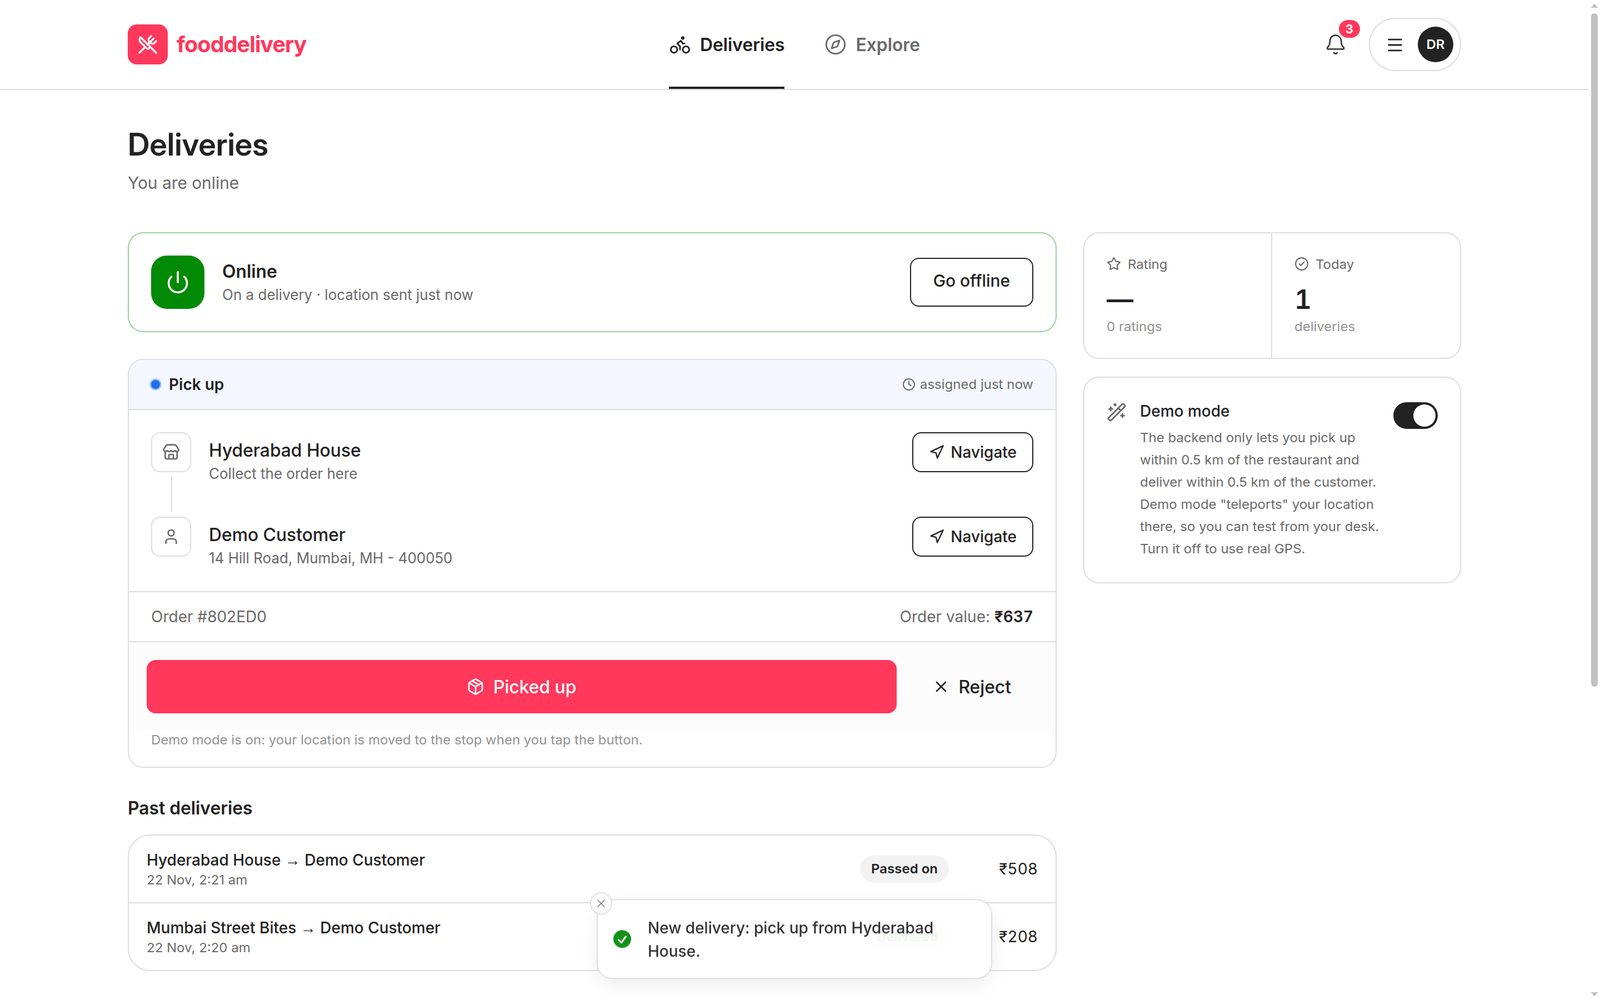 fooddelivery
Deliveries
Explore
3
DR
Deliveries
You are online
Online
On a delivery · location sent just now
Go offline
Rating
—
0 ratings
Today
1
deliveries
Pick up
assigned just now
Hyderabad House
Collect the order here
Navigate
Demo Customer
14 Hill Road, Mumbai, MH - 400050
Navigate
Order #802ED0
Order value: ₹637
Picked up
Reject
Demo mode is on: your location is moved to the stop when you tap the button.
Demo mode
The backend only lets you pick up
within 0.5 km of the restaurant and
deliver within 0.5 km of the customer.
Demo mode "teleports" your location
there, so you can test from your desk.
Turn it off to use real GPS.
Past deliveries
Hyderabad House → Demo Customer
22 Nov, 2:21 am
Passed on
₹508
Mumbai Street Bites → Demo Customer
22 Nov, 2:20 am
Delivered
₹208
New delivery: pick up from Hyderabad
House.